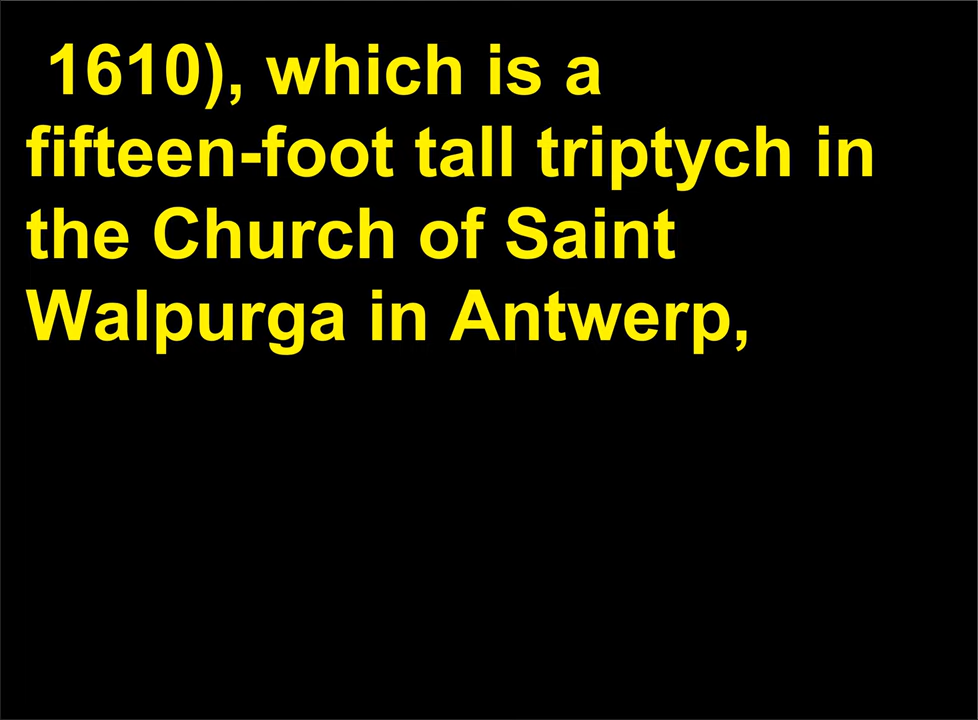 1610), which is a
fifteen-foot tall triptych in
the Church of Saint
Walpurga in Antwerp,